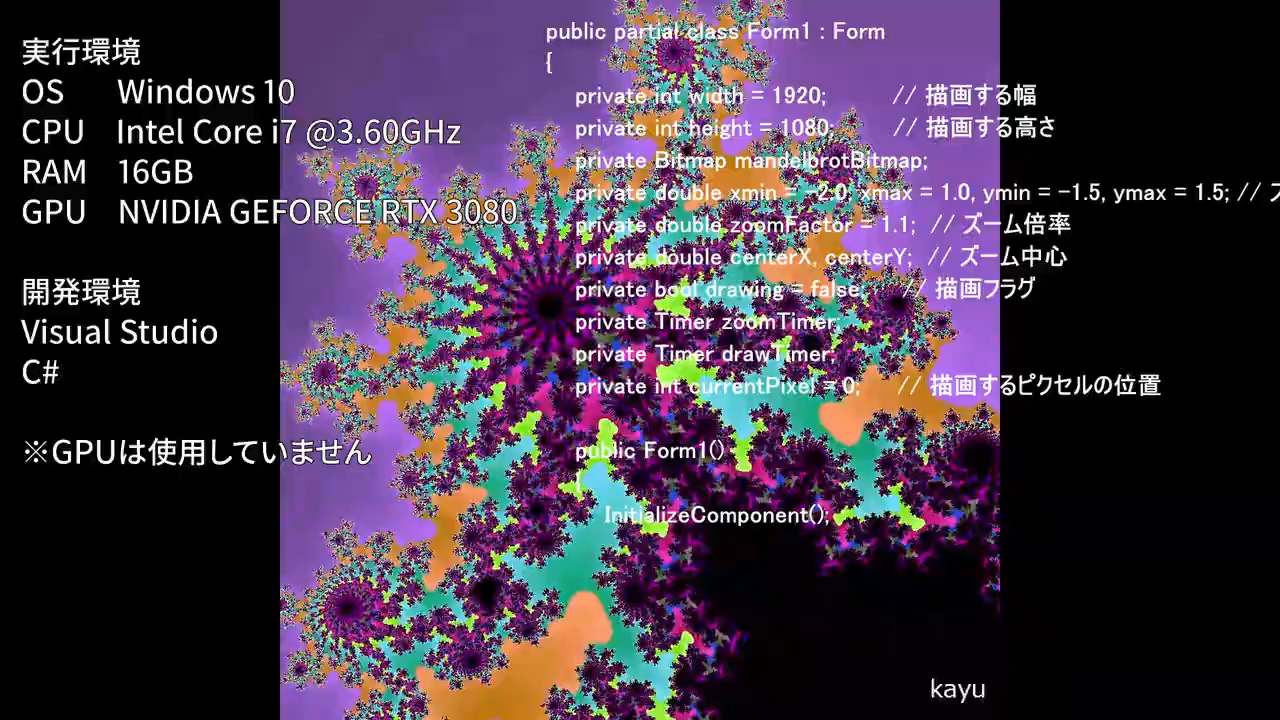 実行環境
OS Windows 10
CPU Intel Core i7 @3.60GHz
RAM 16GB
GPU NVIDIA GEFORCE RTX 3080
開発環境
Visual Studio
C#
※GPUは使用していません
public partial class Form1 : Form
{
private int width = 1920; // 描画する幅
private int height = 1080; // 描画する高さ
private Bitmap mandelbrotBitmap;
private double xmin = -2.0, xmax = 1.0, ymin = -1.5, ymax = 1.5; //
private double zoomFactor = 1.1; // ズーム倍率
private double centerX, centerY; // ズーム中心
private bool drawing = false; // 描画フラグ
private Timer zoomTimer;
private Timer drawTimer;
private int currentPixel = 0; // 描画するピクセルの位置
public Form1()
{
InitializeComponent();
kayu